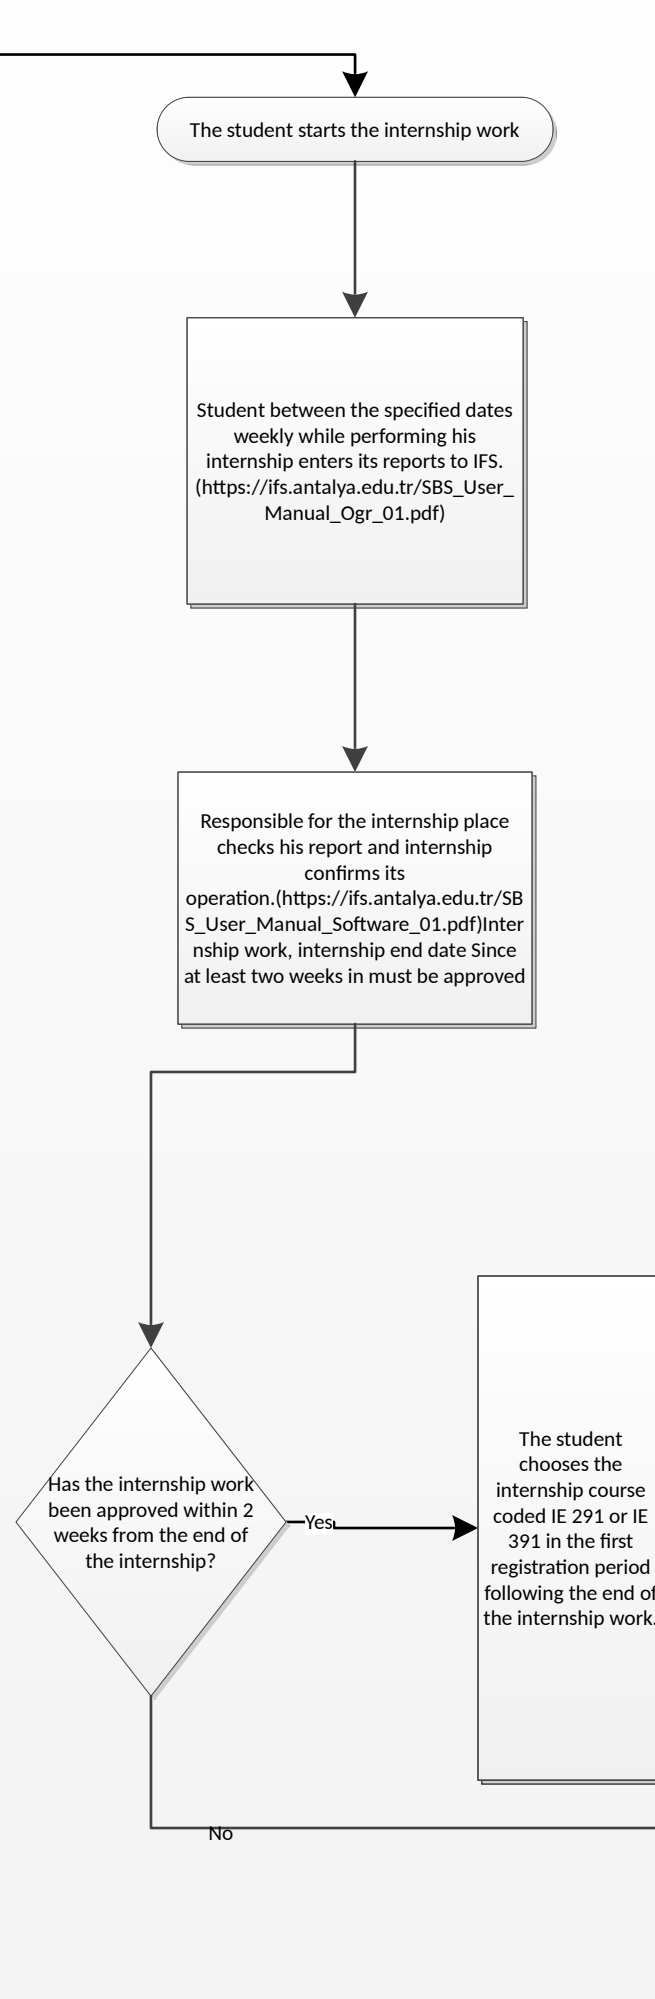 The student starts the internship work
Student between the specified dates
weekly while performing his
internship enters its reports to IFS.
(https://ifs.antalya.edu.tr/SBS_User_
Manual_Ogr_01.pdf)
Responsible for the internship place
checks his report and internship
confirms its
operation.(https://ifs.antalya.edu.tr/SB
S_User_Manual_Software_01.pdf)Inter
nship work, internship end date Since
at least two weeks in must be approved
The student
chooses the
internship course
coded IE 291 or IE
391 in the first
registration period
following the end of
the internship work.
Has the internship work
been approved within 2
weeks from the end of
the internship?
Yes
No